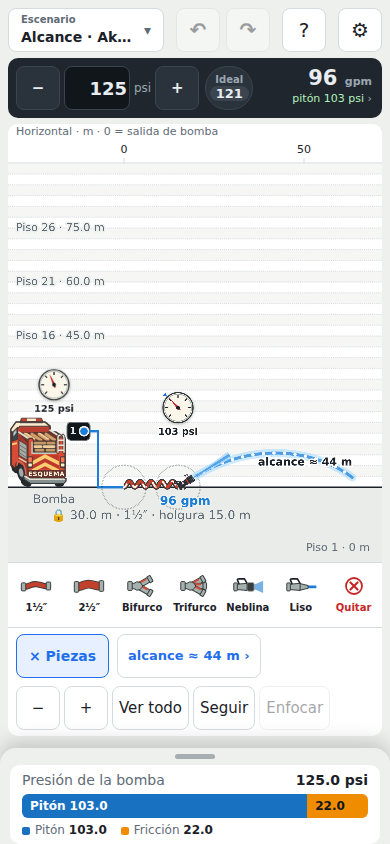 Escenario
Alcance · Ak… ▾
↶ ↷ ? ⚙
− 125 psi +
Ideal
121
96 gpm
pitón 103 psi ›
Horizontal · m · 0 = salida de bomba
0 50
Piso 26 · 75.0 m
Piso 21 · 60.0 m
Piso 16 · 45.0 m
125 psi
103 psi
1
ESQUEMA
alcance ≈ 44 m
Bomba
96 gpm
🔒 30.0 m · 1½″ · holgura 15.0 m
Piso 1 · 0 m
1½″ 2½″ Bifurco Trifurco Neblina Liso Quitar
× Piezas
alcance ≈ 44 m ›
− + Ver todo Seguir Enfocar
Presión de la bomba 125.0 psi
Pitón 103.0 22.0
Pitón 103.0 Fricción 22.0